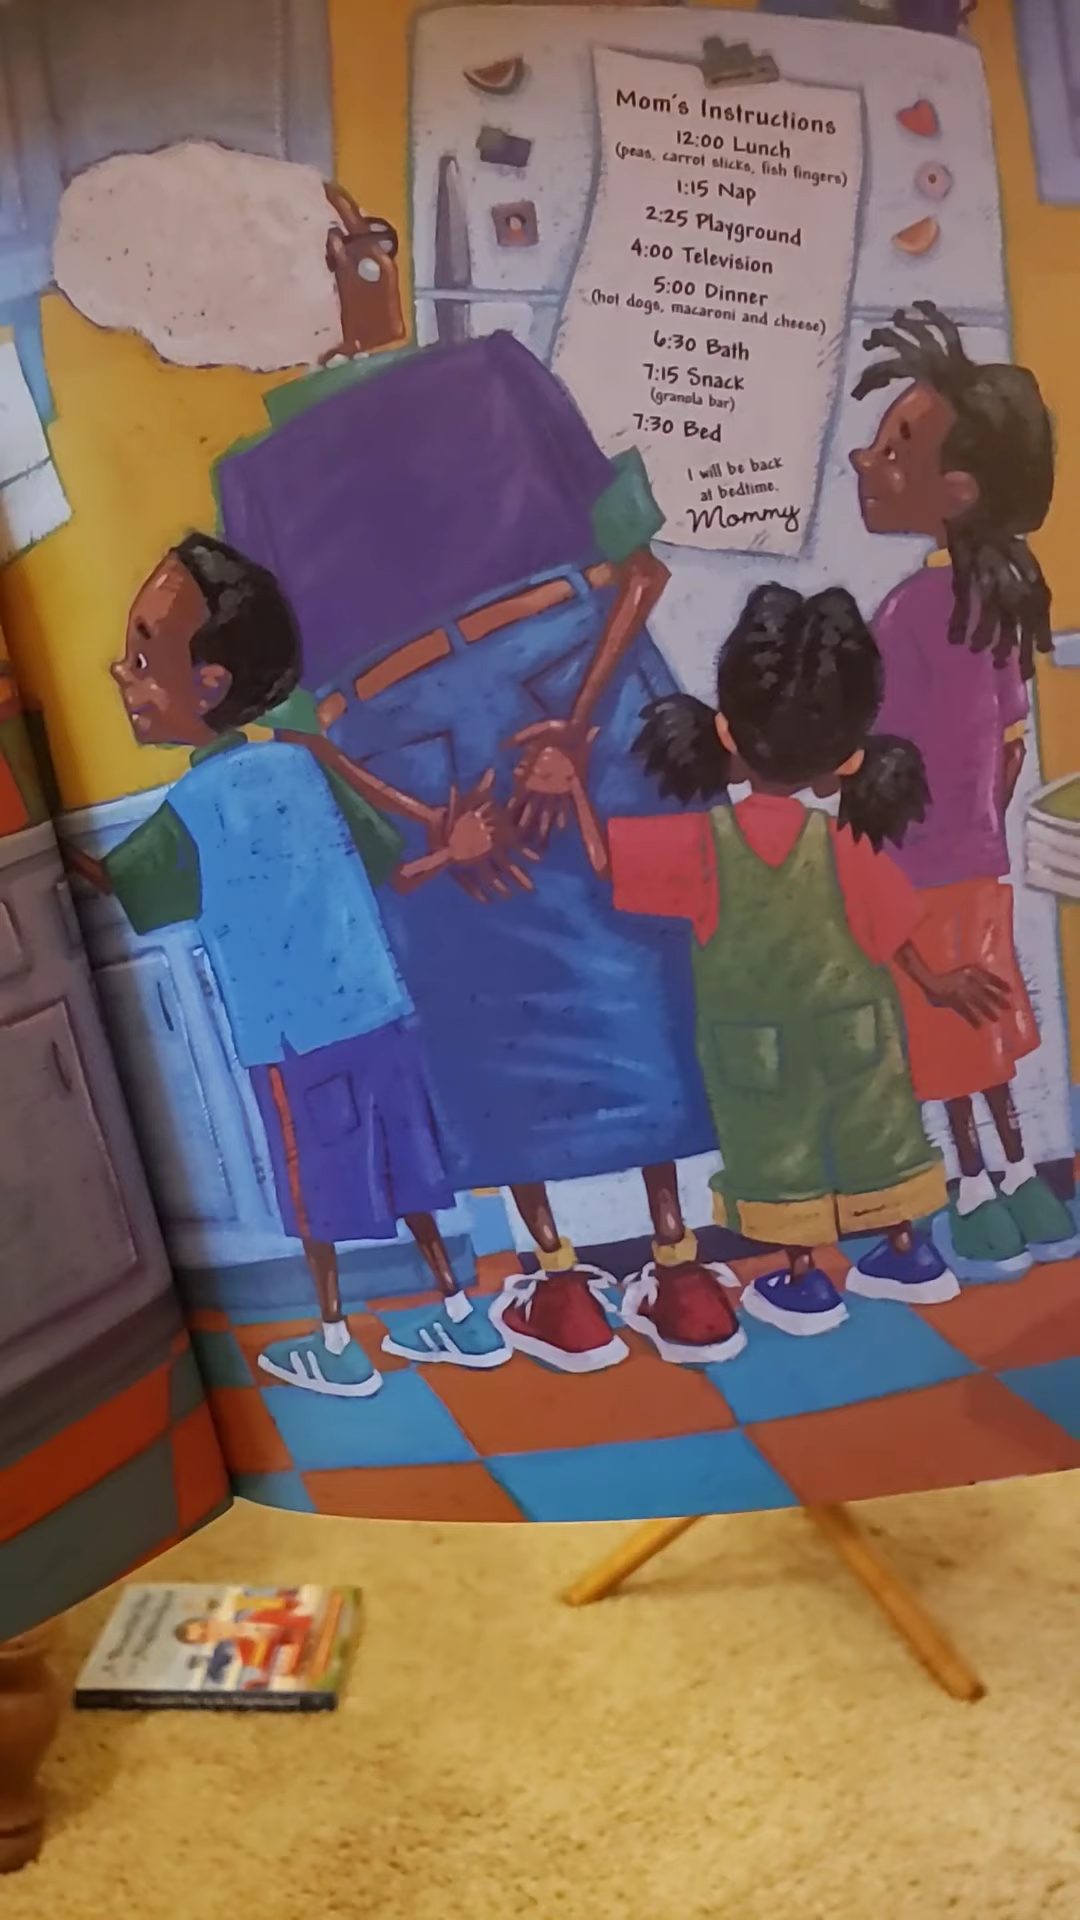 Mom's Instructions
12:00 Lunch
(peas, carrot sticks, fish fingers)
1:15 Nap
2:25 Playground
4:00 Television
5:00 Dinner
(hot dogs, macaroni and cheese)
6:30 Bath
7:15 Snack
(granola bar)
7:30 Bed
I will be back
at bedtime.
Mommy